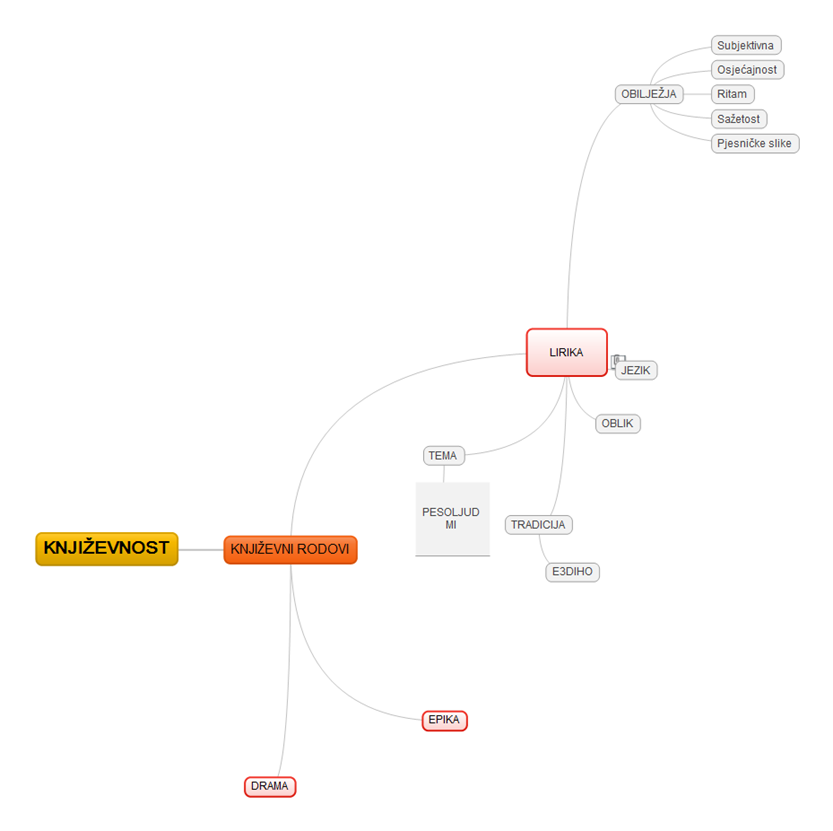 Subjektivna
Osjećajnost
OBILJEŽJA
Ritam
Sažetost
Pjesničke slike
LIRIKA
JEZIK
OBLIK
TEMA
PESOLJUD
MI
TRADICIJA
E3DIHO
KNJIŽEVNOST
KNJIŽEVNI RODOVI
EPIKA
DRAMA